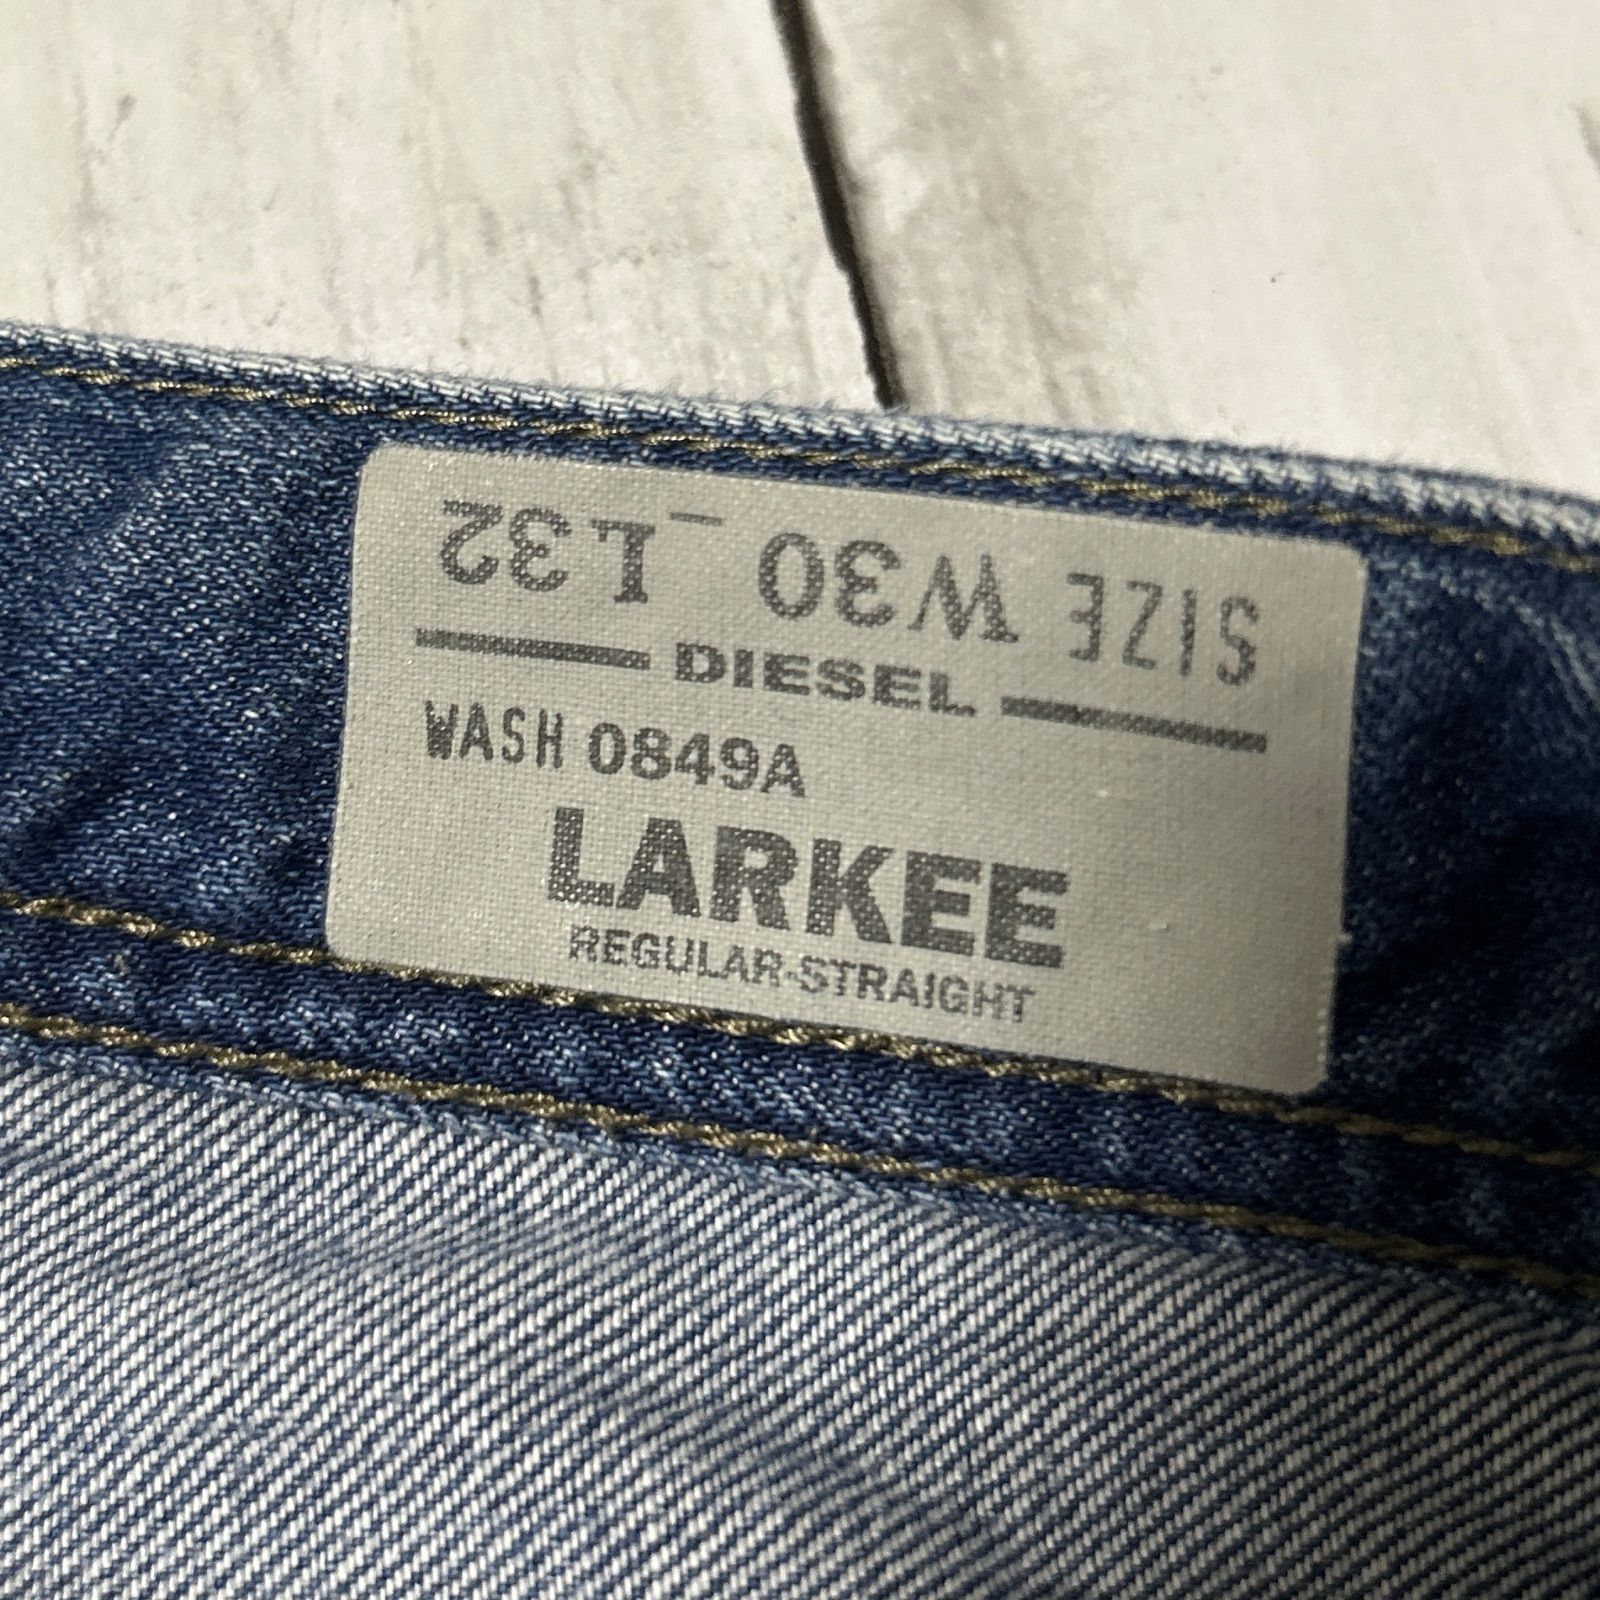 SIZE W30_L32
DIESEL
WASH 0849A
LARKEE
REGULAR-STRAIGHT